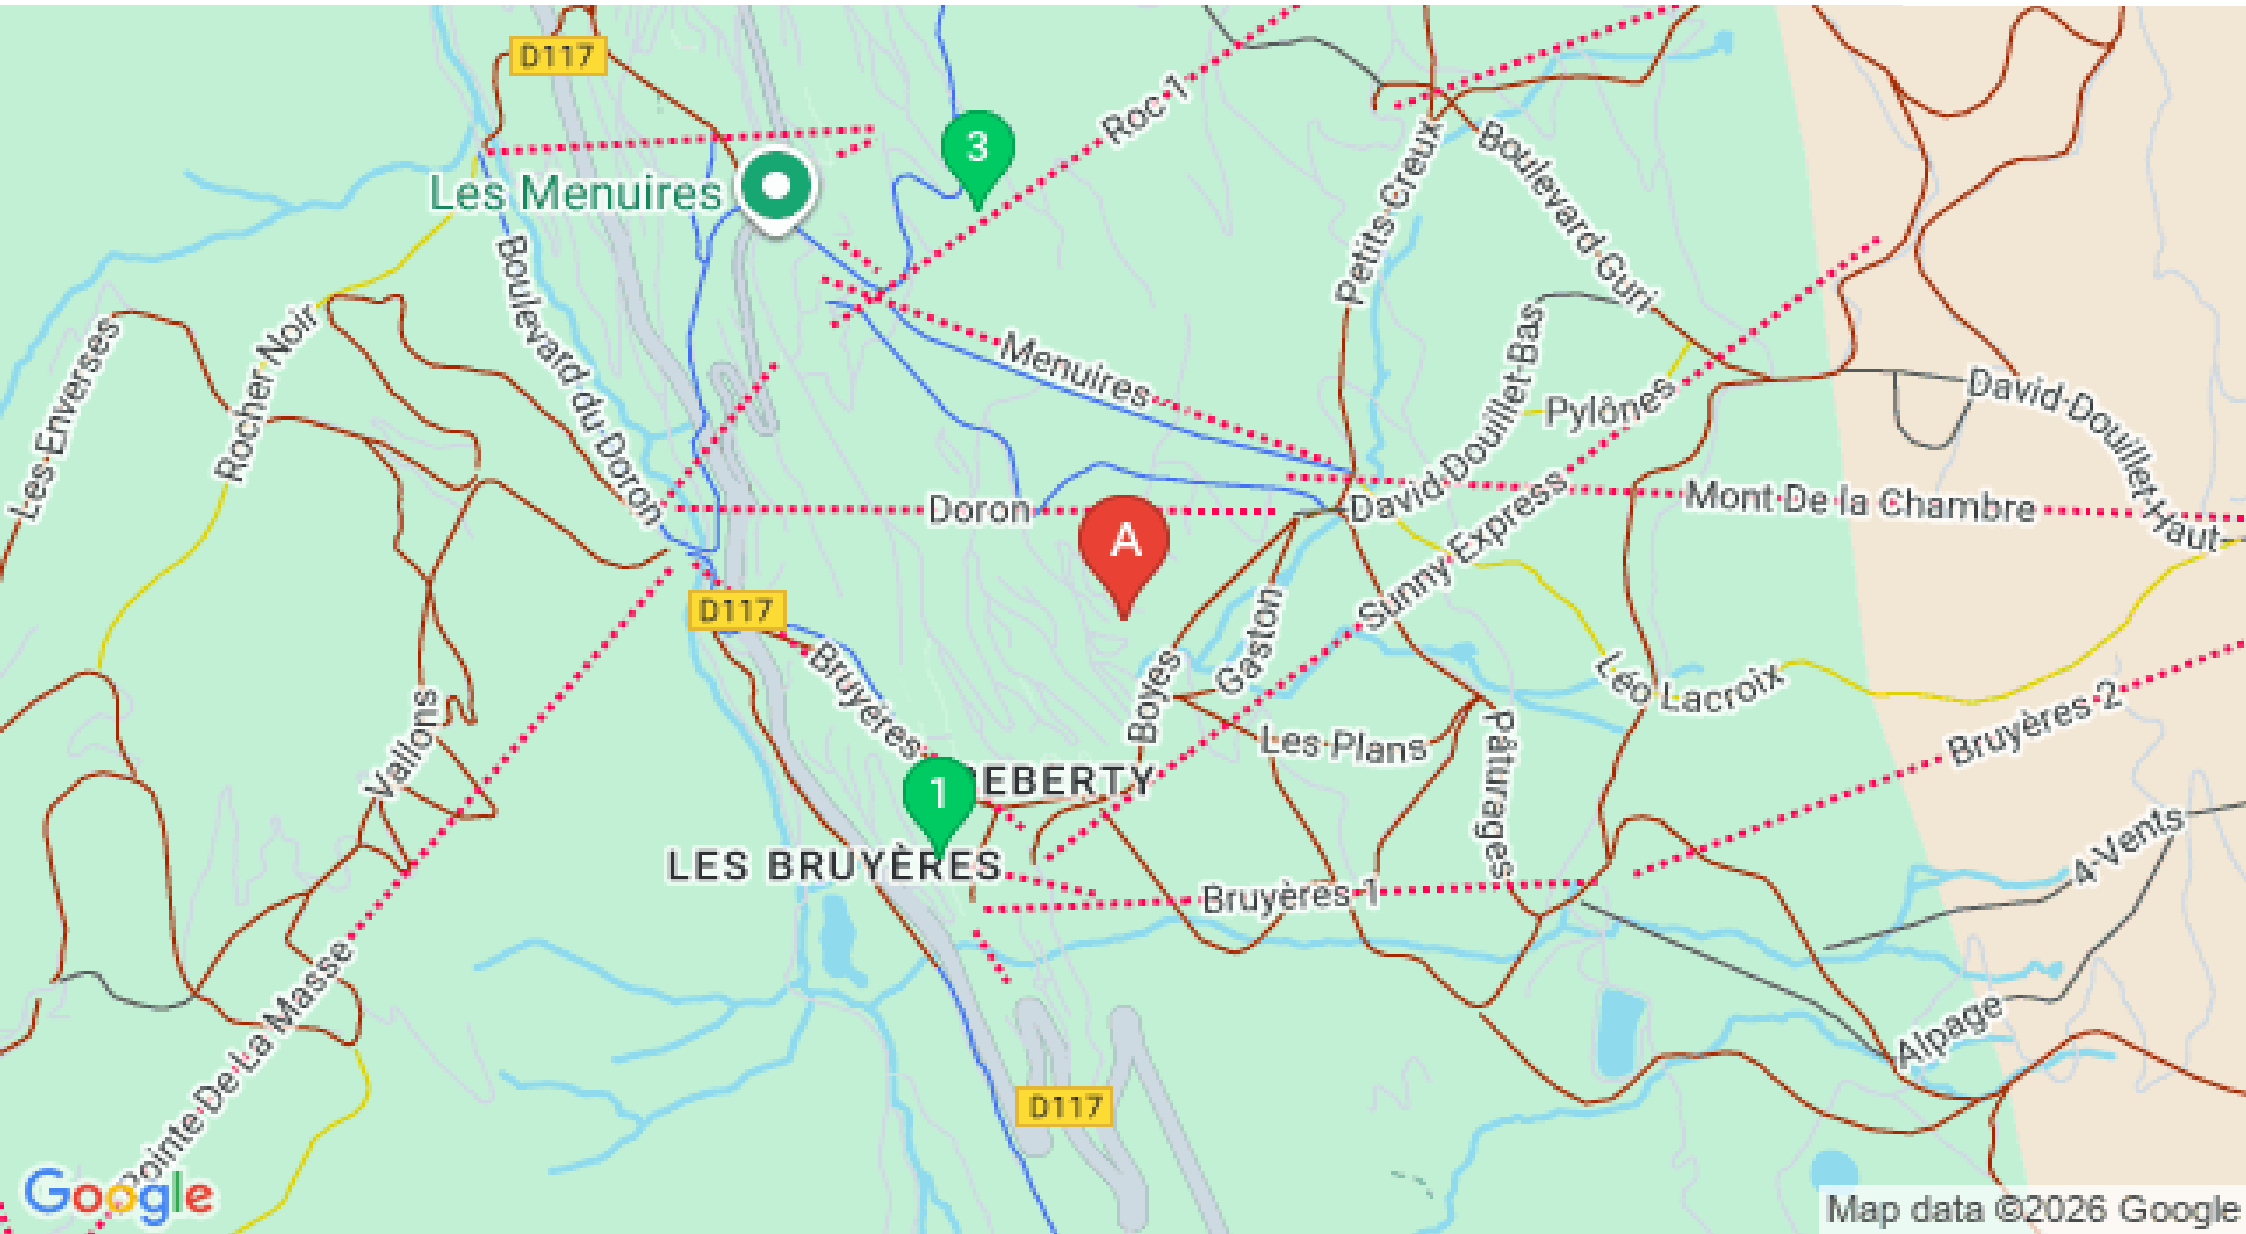 D117
Roc 1
3
Les Menuires
Petits Creux
Boulevard Guri
Boulevard du Doron
Les Enverses
Rocher Noir
Menuires
David Douillet Bas
Pylônes
David Douillet Haut
Doron
Mont De la Chambre
Sunny Express
A
D117
Bruyères
Gaston
Boyes
Léo Lacroix
Vallons
Les Plans
Pâturages
Bruyères 2
1
EBERTY
LES BRUYÈRES
Bruyères 1
4 Vents
Pointe De La Masse
Alpage
D117
Google
Map data ©2026 Google